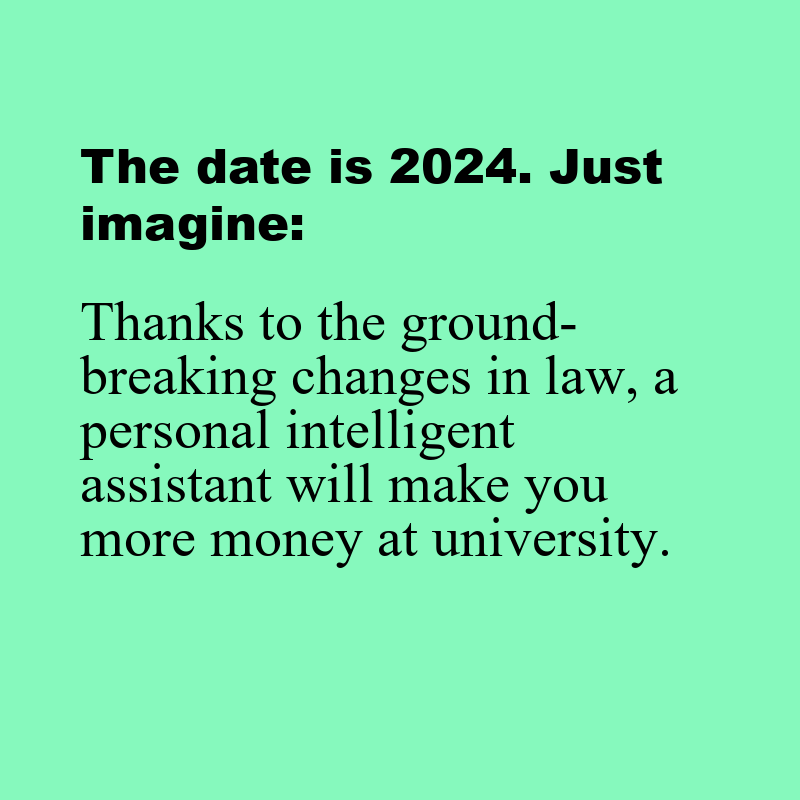 The date is 2024. Just
imagine:
Thanks to the ground-
breaking changes in law, a
personal intelligent
assistant will make you
more money at university.